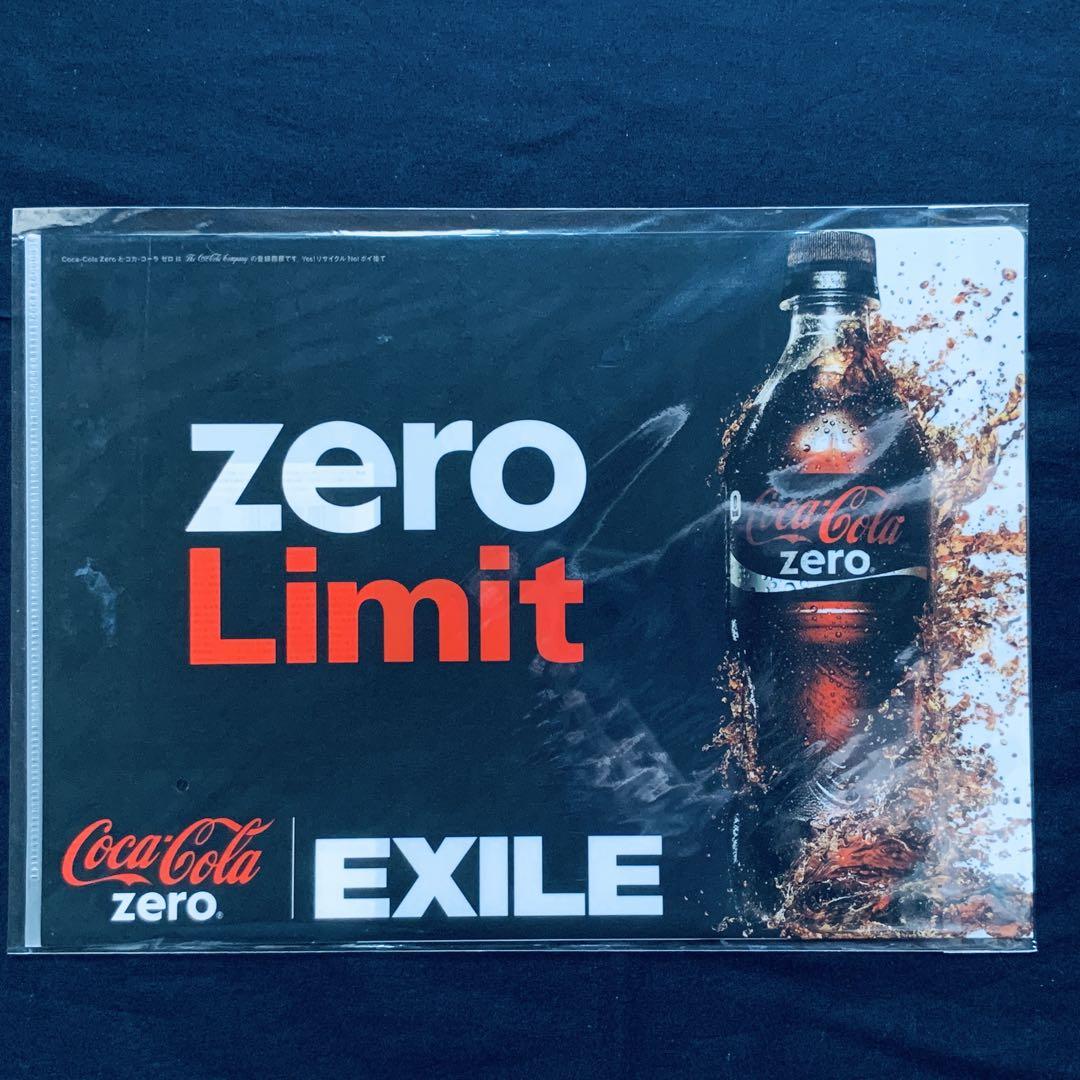 Coca-Cola Zero とコカ・コーラ ゼロ は The Coca-Cola Company の登録商標です Yes!リサイクル No!ポイ捨て
zero
Limit
Coca-Cola
zero®
Coca-Cola
zero®
EXILE